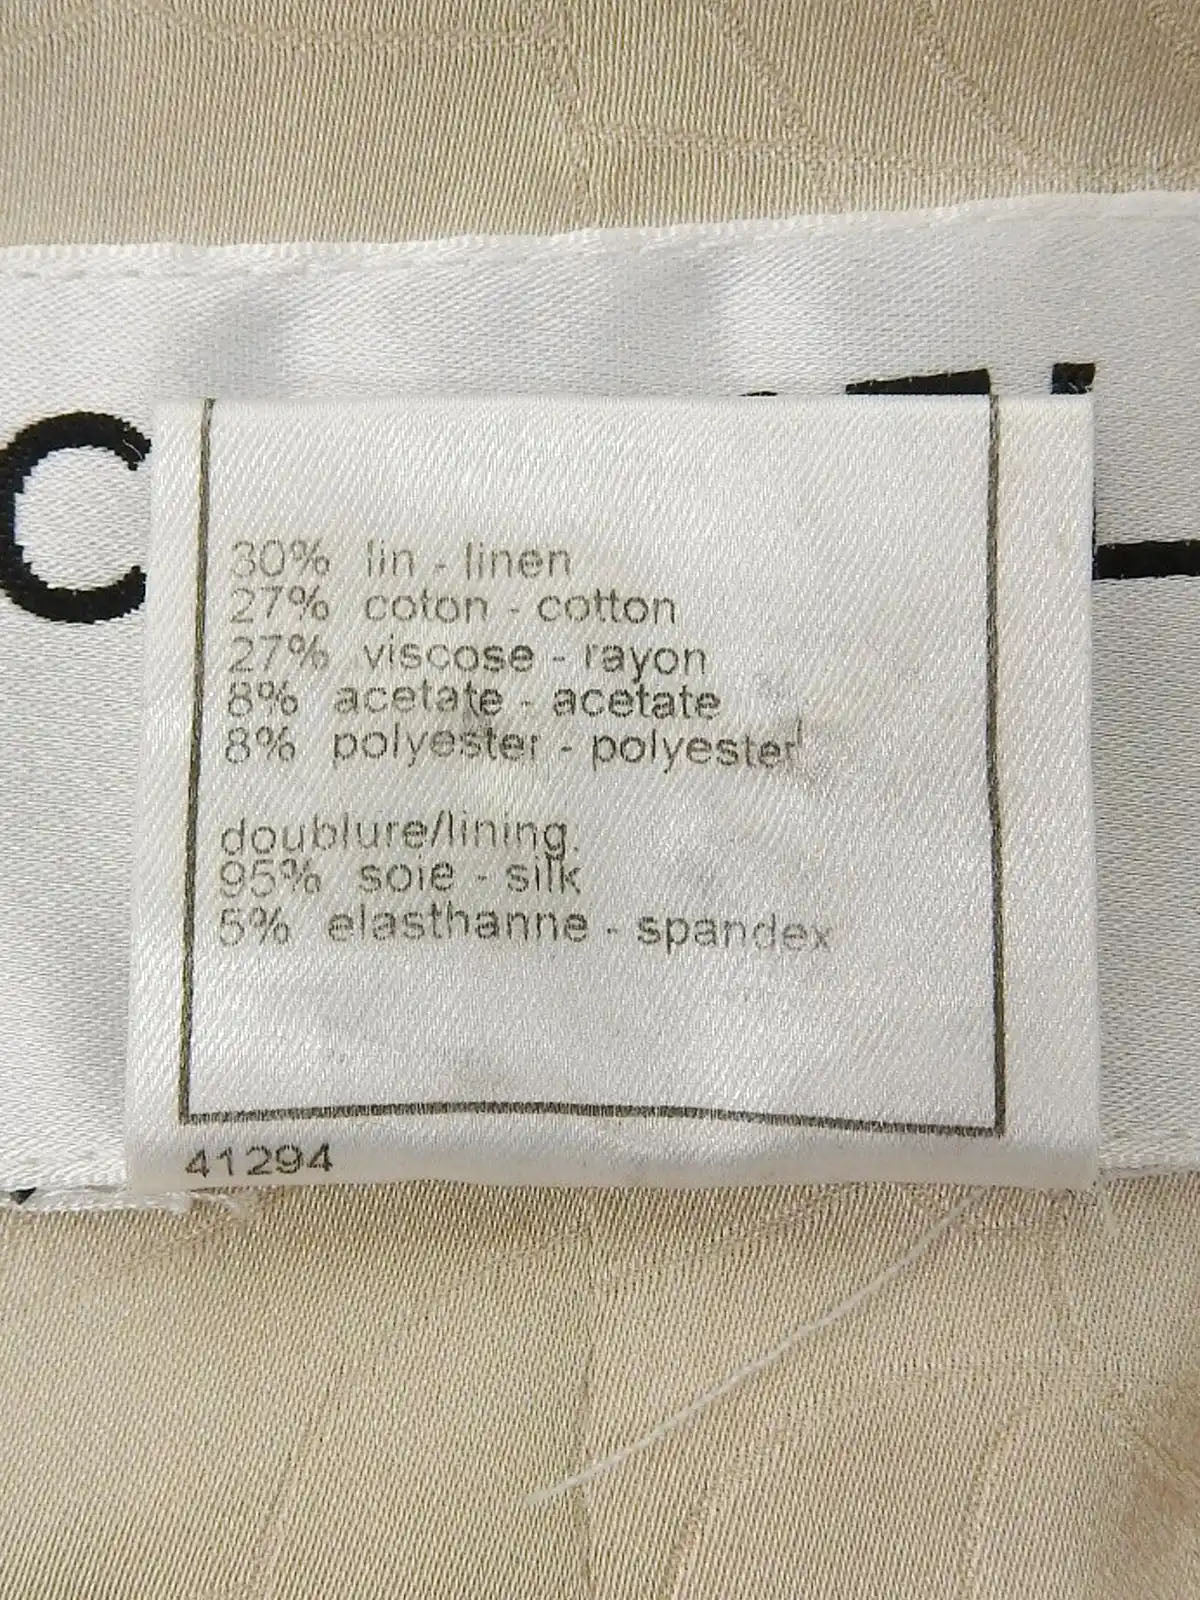 30% lin - linen
27% coton - cotton
27% viscose - rayon
8% acetate - acetate
8% polyester - polyester
doublure/lining.
95% soie - silk
5% elasthanne - spandex
41294